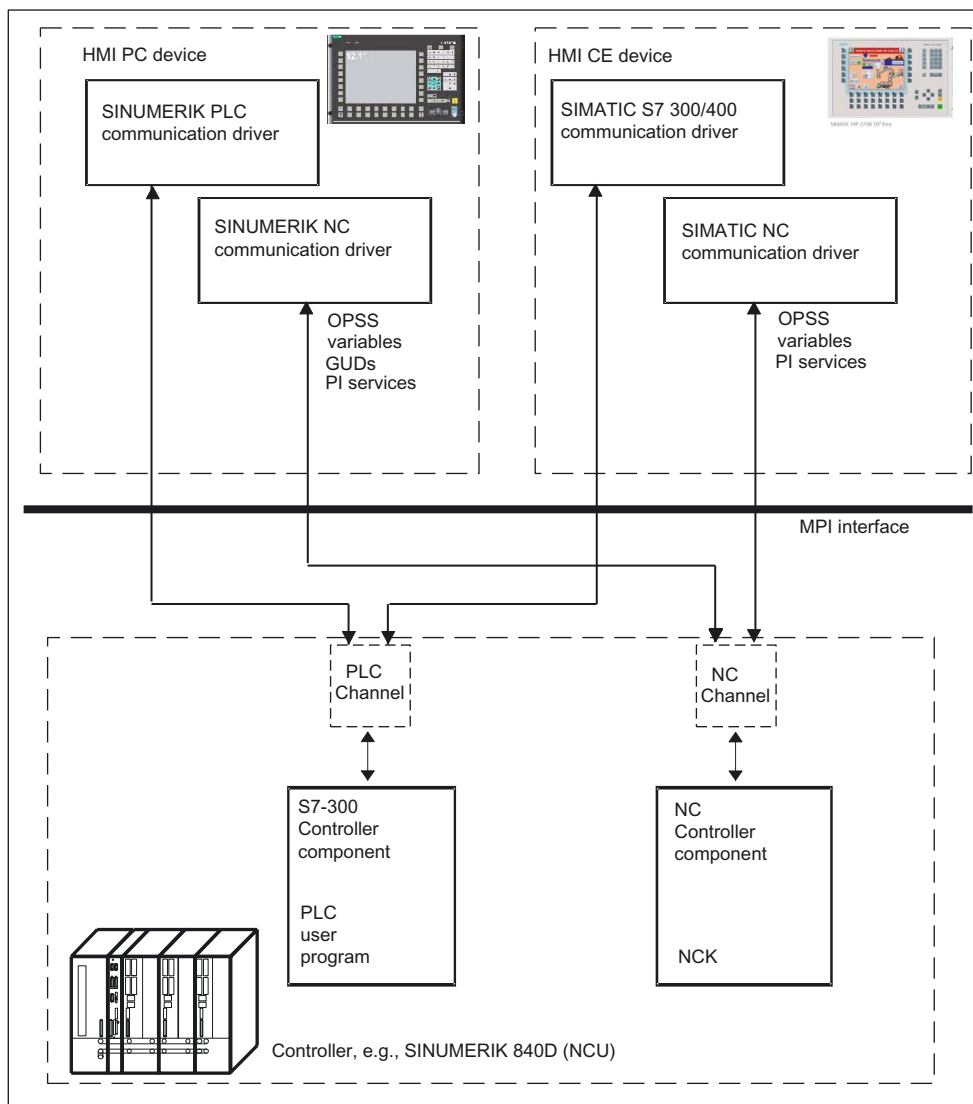 HMI PC device
12.1"
SINUMERIK PLC
communication driver
SINUMERIK NC
communication driver
OPSS
variables
GUDs
PI services
HMI CE device
SIMATIC S7 300/400
communication driver
SIMATIC NC
communication driver
OPSS
variables
PI services
MPI interface
PLC
Channel
NC
Channel
S7-300
Controller
component
PLC
user
program
NC
Controller
component
NCK
Controller, e.g., SINUMERIK 840D (NCU)